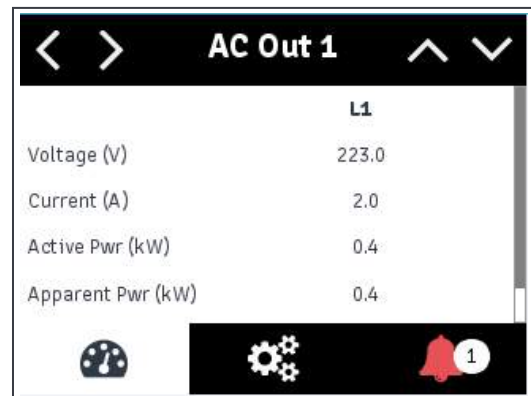 AC Out 1
L1
Voltage (V) 223.0
Current (A) 2.0
Active Pwr (kW) 0.4
Apparent Pwr (kW) 0.4
1